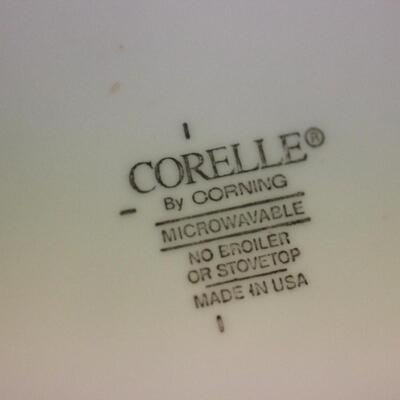 CORELLE®
By CORNING
MICROWAVABLE
NO BROILER
OR STOVETOP
MADE IN USA